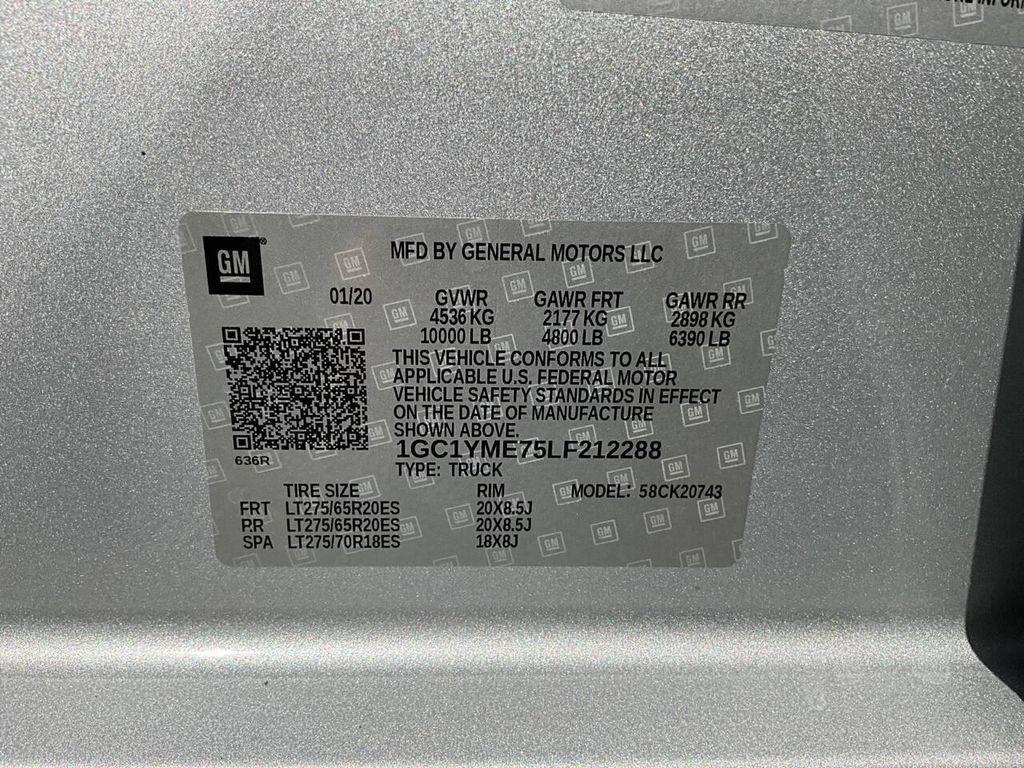 GM
MFD BY GENERAL MOTORS LLC
01/20 GVWR GAWR FRT GAWR RR
4536 KG 2177 KG 2898 KG
10000 LB 4800 LB 6390 LB
THIS VEHICLE CONFORMS TO ALL
APPLICABLE U.S. FEDERAL MOTOR
VEHICLE SAFETY STANDARDS IN EFFECT
ON THE DATE OF MANUFACTURE
SHOWN ABOVE.
1GC1YME75LF212288
636R
TYPE: TRUCK
TIRE SIZE RIM MODEL: 58CK20743
FRT LT275/65R20ES 20X8.5J
RR LT275/65R20ES 20X8.5J
SPA LT275/70R18ES 18X8J